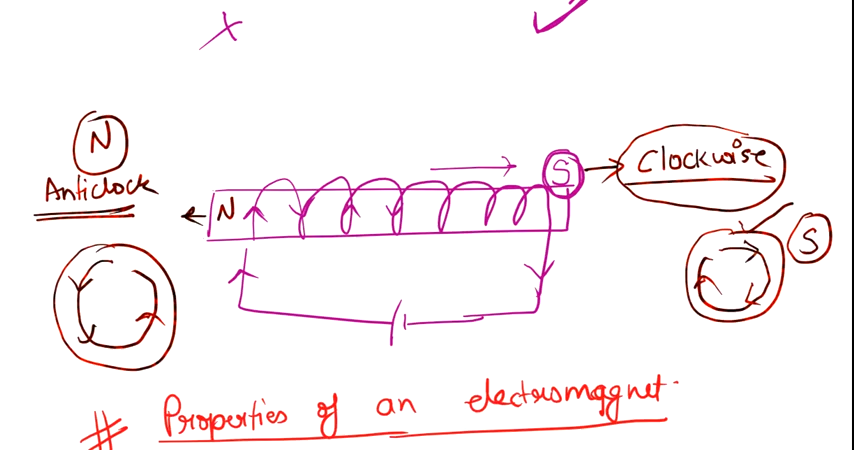 N
Anticlock
N
S
Clockwise
S
# Properties of an electromagnet.